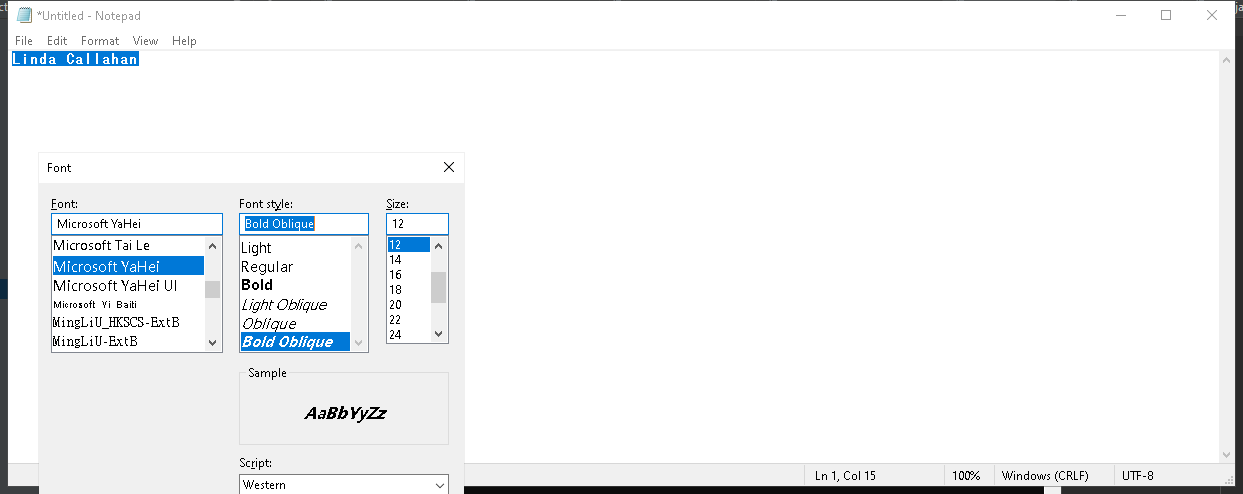 *Untitled - Notepad
File Edit Format View Help
Linda Callahan
Font
Font: Font style: Size:
Microsoft YaHei Bold Oblique 12
Microsoft Tai Le Light 12
Microsoft YaHei Regular 14
Microsoft YaHei UI Bold 16
Microsoft Yi Baiti Light Oblique 18
MingLiU_HKSCS-ExtB Oblique 20
MingLiU-ExtB Bold Oblique 22
24
Sample
AaBbYyZz
Script:
Western
Ln 1, Col 15 100% Windows (CRLF) UTF-8